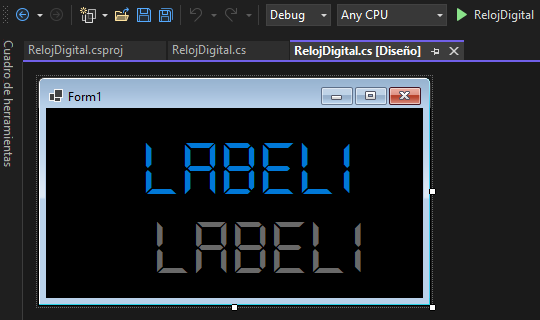 Debug Any CPU RelojDigital
RelojDigital.csproj RelojDigital.cs RelojDigital.cs [Diseño]
Cuadro de herramientas
Form1
LABEL1
LABEL1